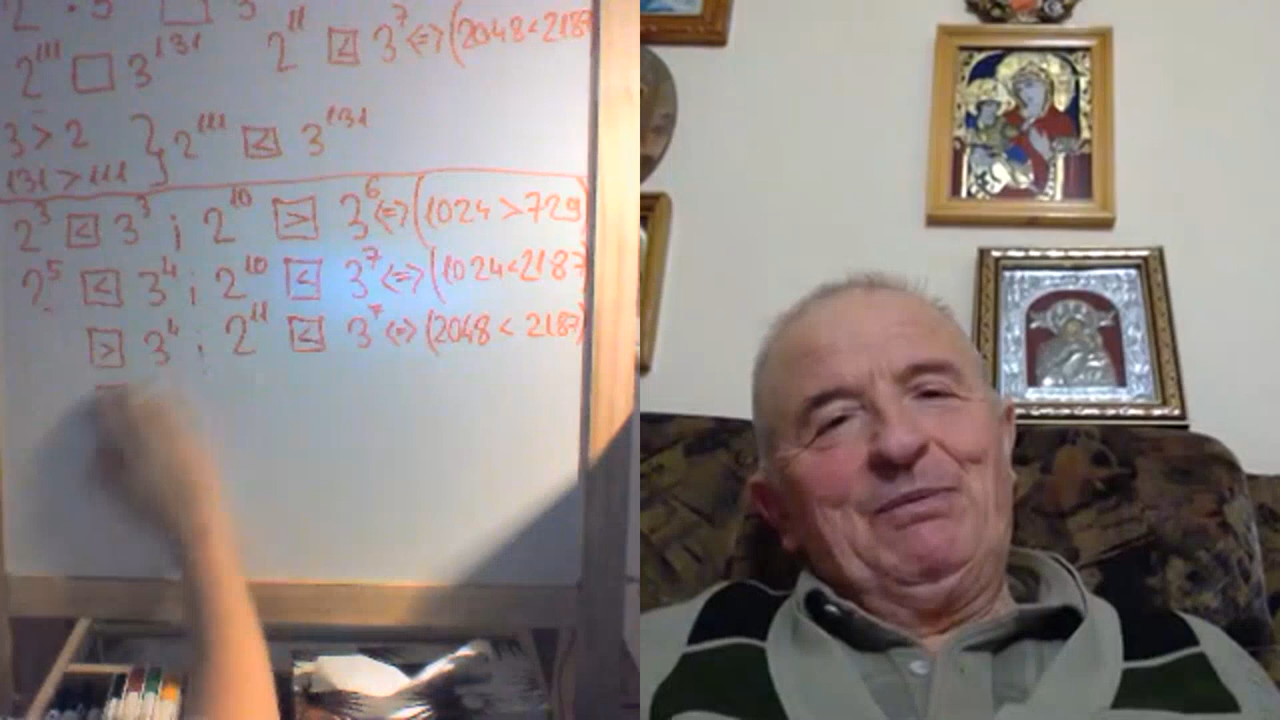 2¹¹¹ □ 3¹³¹ 2¹¹ [<] 3⁷ <=> (2048 < 2187
3 > 2 } 2¹¹¹ [<] 3¹³¹
131 > 111
2³ [<] 3³ ; 2¹⁰ [>] 3⁶ <=> (1024 > 729)
2⁵ [<] 3⁴ ; 2¹⁰ [<] 3⁷ <=> (1024 < 2187
[>] 3⁴ ; 2¹¹ [<] 3⁷ <=> (2048 < 2187)